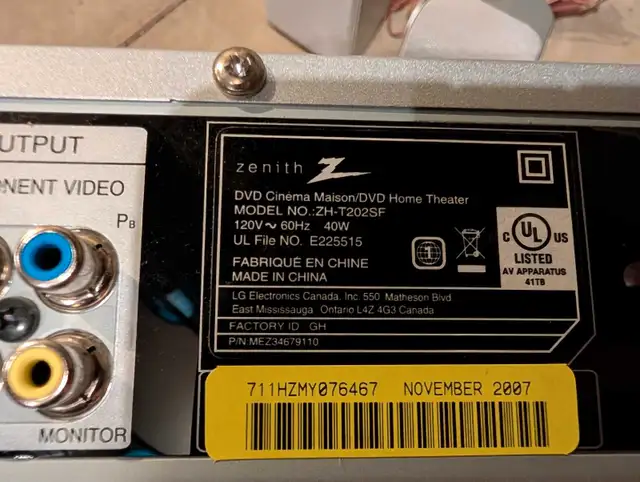 UTPUT
ONENT VIDEO
PB
MONITOR
zenith
DVD Cinéma Maison/DVD Home Theater
MODEL NO.:ZH-T202SF
120V ~ 60Hz 40W
UL File NO. E225515
FABRIQUÉ EN CHINE
MADE IN CHINA
1
C UL US
LISTED
AV APPARATUS
41TB
LG Electronics Canada, Inc. 550 Matheson Blvd
East Mississauga Ontario L4Z 4G3 Canada
FACTORY ID GH
P/N:MEZ34679110
711HZMY076467 NOVEMBER 2007